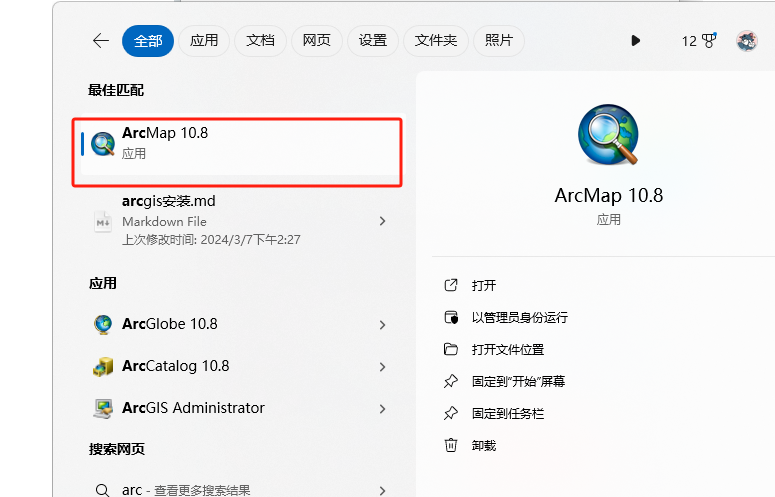 全部 应用 文档 网页 设置 文件夹 照片 12
最佳匹配
ArcMap 10.8
应用
arcgis安装.md
Markdown File
上次修改时间: 2024/3/7下午2:27
应用
ArcGlobe 10.8
ArcCatalog 10.8
ArcGIS Administrator
搜索网页
arc - 查看更多搜索结果
ArcMap 10.8
应用
打开
以管理员身份运行
打开文件位置
固定到"开始"屏幕
固定到任务栏
卸载